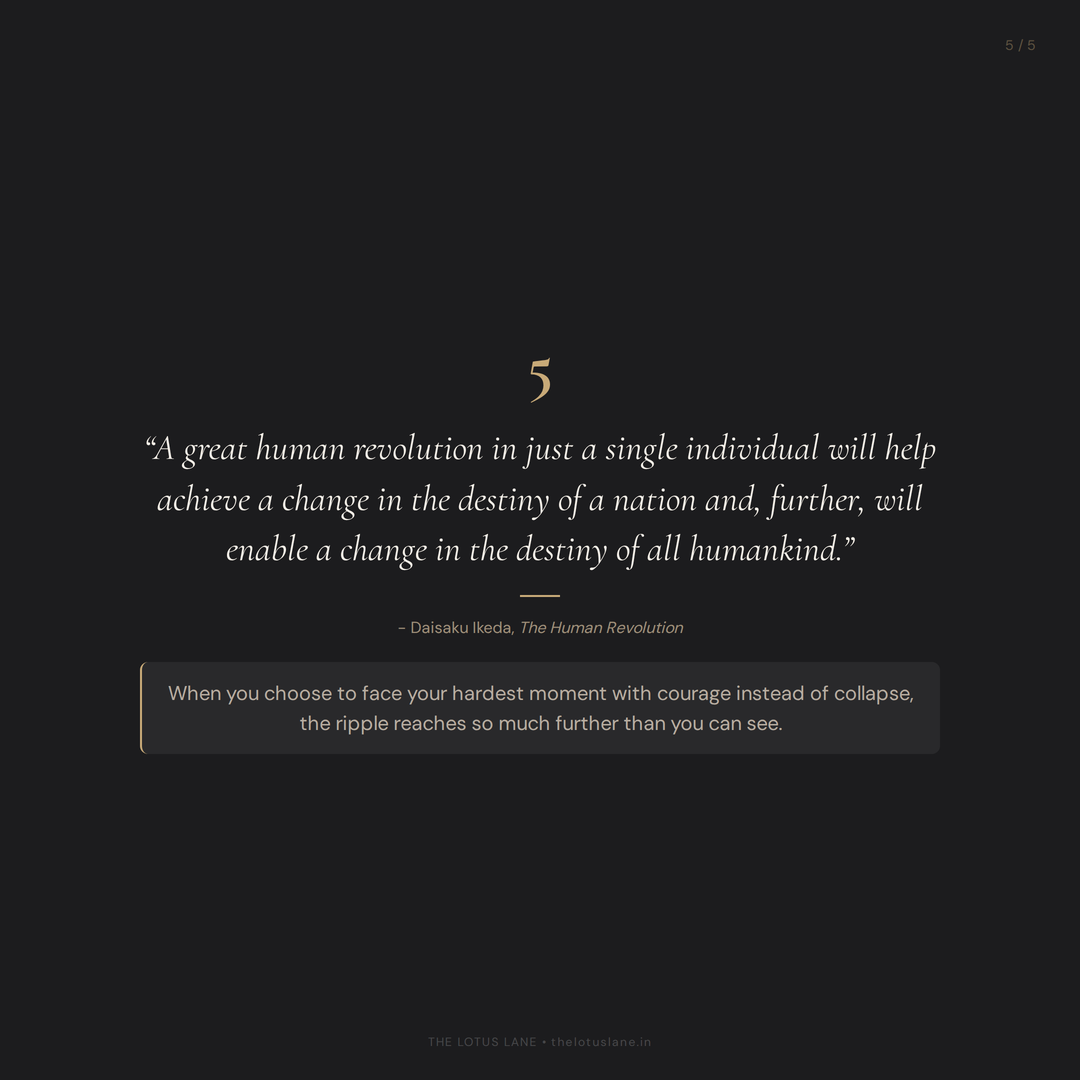 5 / 5
5
“A great human revolution in just a single individual will help
achieve a change in the destiny of a nation and, further, will
enable a change in the destiny of all humankind.”
– Daisaku Ikeda, The Human Revolution
When you choose to face your hardest moment with courage instead of collapse,
the ripple reaches so much further than you can see.
THE LOTUS LANE • thelotuslane.in